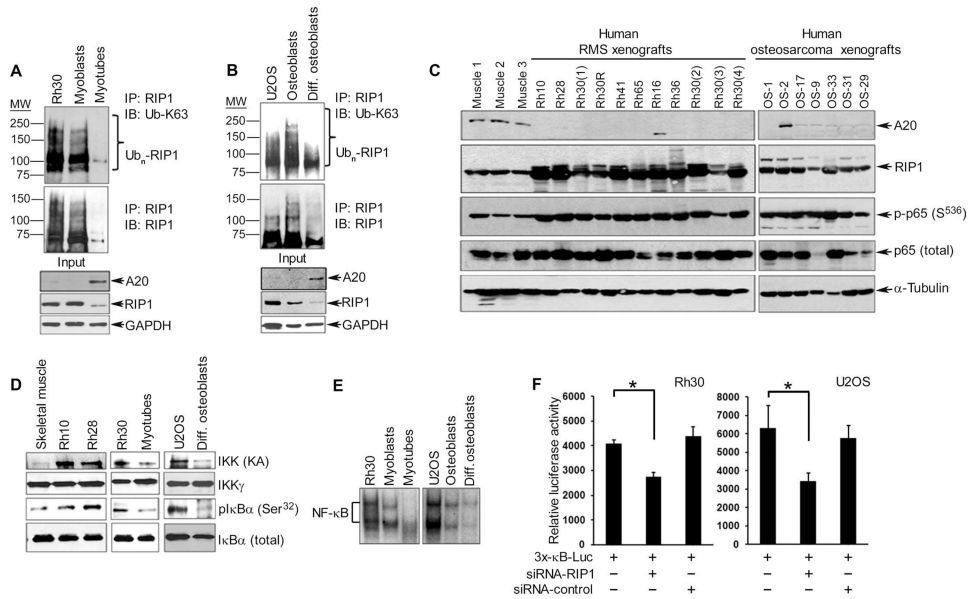 A
Rh30
Myoblasts
Myotubes
MW
250
150
100
75
IP: RIP1
IB: Ub-K63
Ubn-RIP1
150
100
75
IP: RIP1
IB: RIP1
Input
A20
RIP1
GAPDH
B
U2OS
Osteoblasts
Diff. osteoblasts
MW
250
150
100
75
IP: RIP1
IB: Ub-K63
Ubn-RIP1
150
100
75
IP: RIP1
IB: RIP1
Input
A20
RIP1
GAPDH
C
Human
RMS xenografts
Human
osteosarcoma xenografts
Muscle 1
Muscle 2
Muscle 3
Rh10
Rh28
Rh30(1)
Rh30R
Rh41
Rh65
Rh16
Rh36
Rh30(2)
Rh30(3)
Rh30(4)
OS-1
OS-2
OS-17
OS-9
OS-33
OS-31
OS-29
A20
RIP1
p-p65 (S536)
p65 (total)
α-Tubulin
D
Skeletal muscle
Rh10
Rh28
Rh30
Myotubes
U2OS
Diff. osteoblasts
IKK (KA)
IKKγ
pIκBα (Ser32)
IκBα (total)
E
Rh30
Myoblasts
Myotubes
U2OS
Osteoblasts
Diff.osteoblasts
NF-κB
F
Rh30
U2OS
Relative luciferase activity
6000
5000
4000
3000
2000
1000
0
*
8000
7000
6000
5000
4000
3000
2000
1000
0
*
3x-κB-Luc + + + + + +
siRNA-RIP1 – + – – + –
siRNA-control – – + – – +